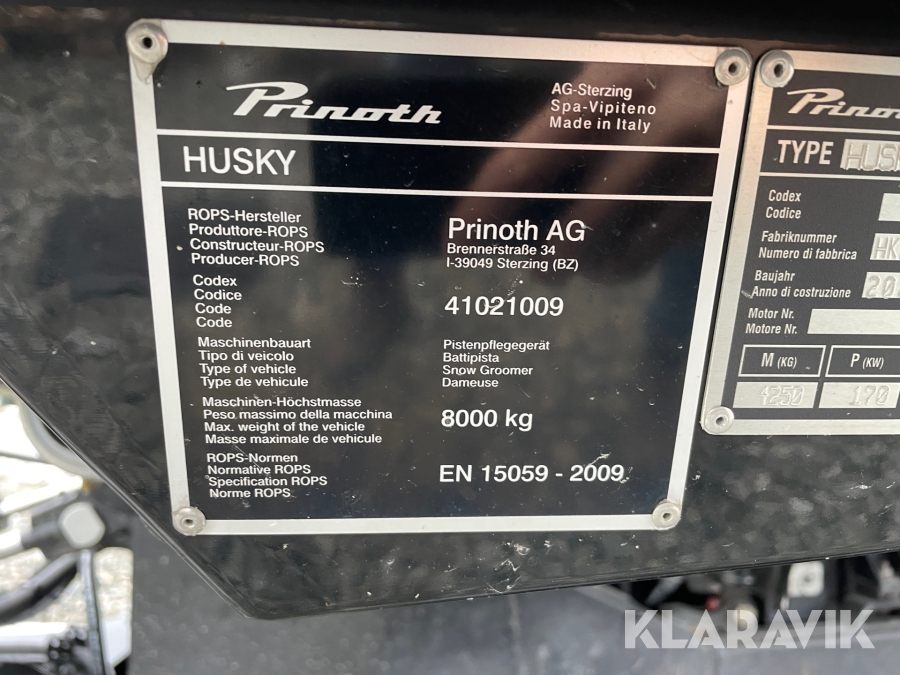 Prinoth
AG-Sterzing
Spa-Vipiteno
Made in Italy
HUSKY
ROPS-Hersteller
Produttore-ROPS
Constructeur-ROPS
Producer-ROPS
Prinoth AG
Brennerstraße 34
I-39049 Sterzing (BZ)
Codex
Codice
Code
Code
41021009
Maschinenbauart
Tipo di veicolo
Type of vehicle
Type de vehicule
Pistenpflegegerät
Battipista
Snow Groomer
Dameuse
Maschinen-Höchstmasse
Peso massimo della macchina
Max. weight of the vehicle
Masse maximale de vehicule
8000 kg
ROPS-Normen
Normative ROPS
Specification ROPS
Norme ROPS
EN 15059 - 2009
TYPE
Codex
Codice
Fabriknummer
Numero di fabbrica HK
Baujahr
Anno di costruzione 20
Motor Nr.
Motore Nr.
M (KG) P (KW)
170
KLARAVIK